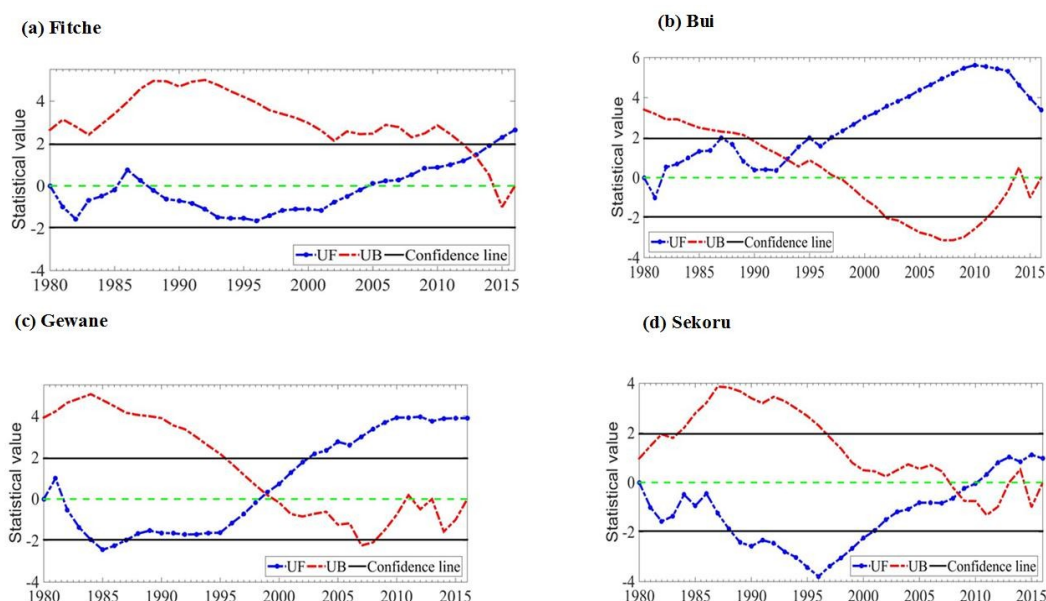 (a) Fitche
Statistical value
4
2
0
-2
-4
UF UB Confidence line
1980 1985 1990 1995 2000 2005 2010 2015
(b) Bui
Statistical value
6
4
2
0
-2
-4
UF UB Confidence line
1980 1985 1990 1995 2000 2005 2010 2015
(c) Gewane
Statistical value
4
2
0
-2
-4
UF UB Confidence line
1980 1985 1990 1995 2000 2005 2010 2015
(d) Sekoru
Statistical value
4
2
0
-2
-4
UF UB Confidence line
1980 1985 1990 1995 2000 2005 2010 2015